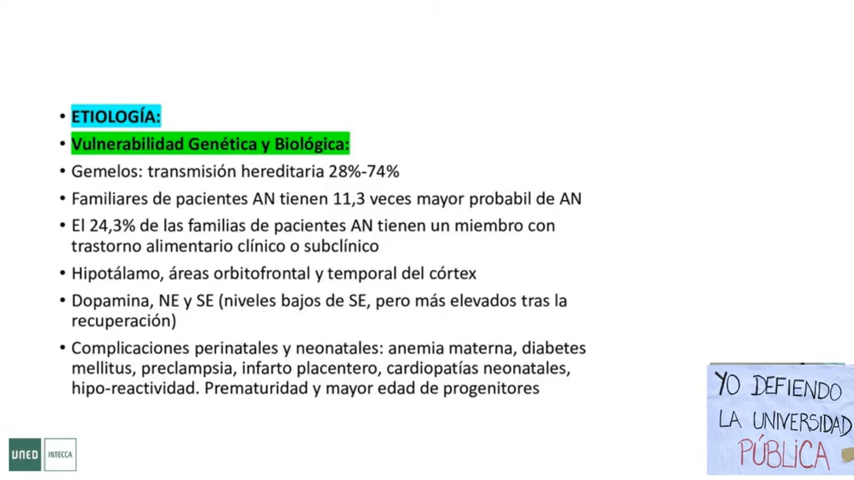 • ETIOLOGÍA:
• Vulnerabilidad Genética y Biológica:
• Gemelos: transmisión hereditaria 28%-74%
• Familiares de pacientes AN tienen 11,3 veces mayor probabil de AN
• El 24,3% de las familias de pacientes AN tienen un miembro con
trastorno alimentario clínico o subclínico
• Hipotálamo, áreas orbitofrontal y temporal del córtex
• Dopamina, NE y SE (niveles bajos de SE, pero más elevados tras la
recuperación)
• Complicaciones perinatales y neonatales: anemia materna, diabetes
mellitus, preclampsia, infarto placentero, cardiopatías neonatales,
hipo-reactividad. Prematuridad y mayor edad de progenitores
YO DEFIENDO
LA UNIVERSIDAD
PÚBLICA
UNED INTECCA